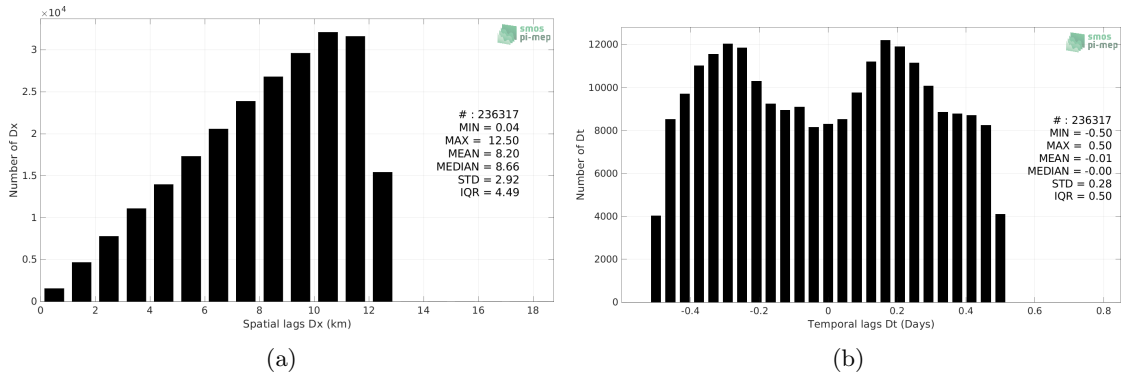 ×10⁴
3
2.5
2
1.5
1
0.5
0
Number of Dx
0 2 4 6 8 10 12 14 16 18
Spatial lags Dx (km)
smos
pi-mep
# : 236317
MIN = 0.04
MAX = 12.50
MEAN = 8.20
MEDIAN = 8.66
STD = 2.92
IQR = 4.49
(a)
12000
10000
8000
6000
4000
2000
0
Number of Dt
-0.4 -0.2 0 0.2 0.4 0.6 0.8
Temporal lags Dt (Days)
smos
pi-mep
# : 236317
MIN = -0.50
MAX = 0.50
MEAN = -0.01
MEDIAN = -0.00
STD = 0.28
IQR = 0.50
(b)